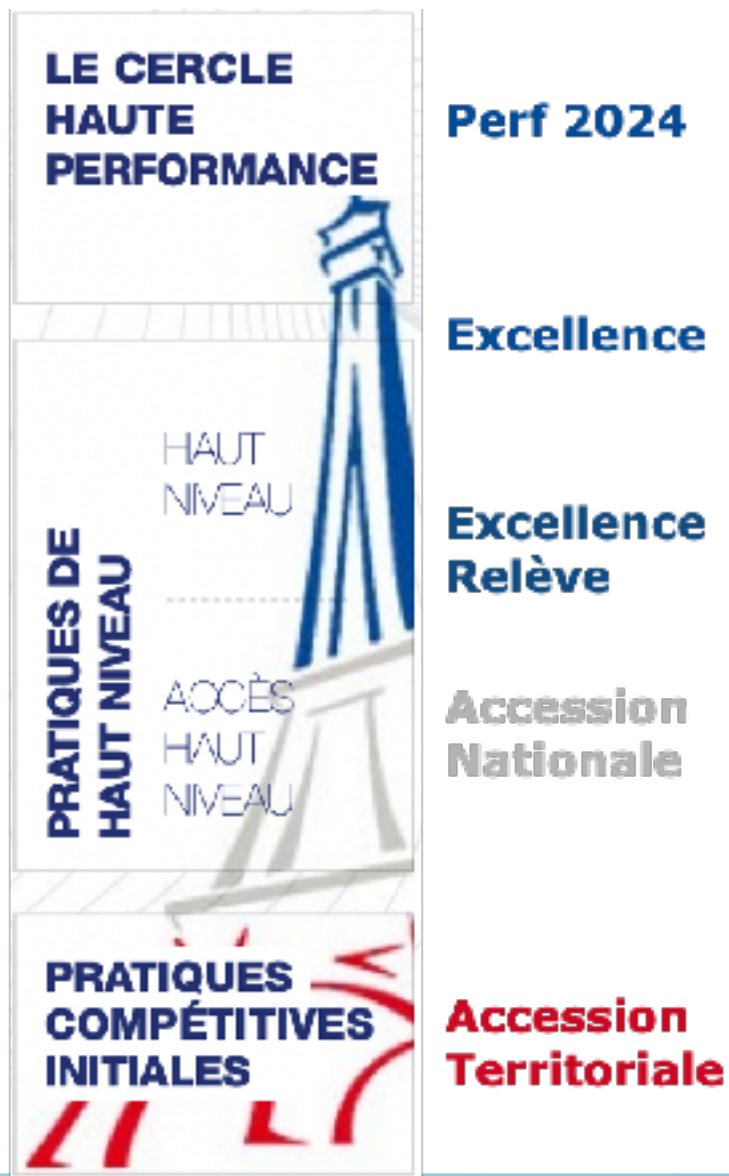 LE CERCLE
HAUTE
PERFORMANCE
Perf 2024
Excellence
PRATIQUES DE
HAUT NIVEAU
HAUT
NIVEAU
Excellence
Relève
ACCÈS
HAUT
NIVEAU
Accession
Nationale
PRATIQUES
COMPÉTITIVES
INITIALES
Accession
Territoriale